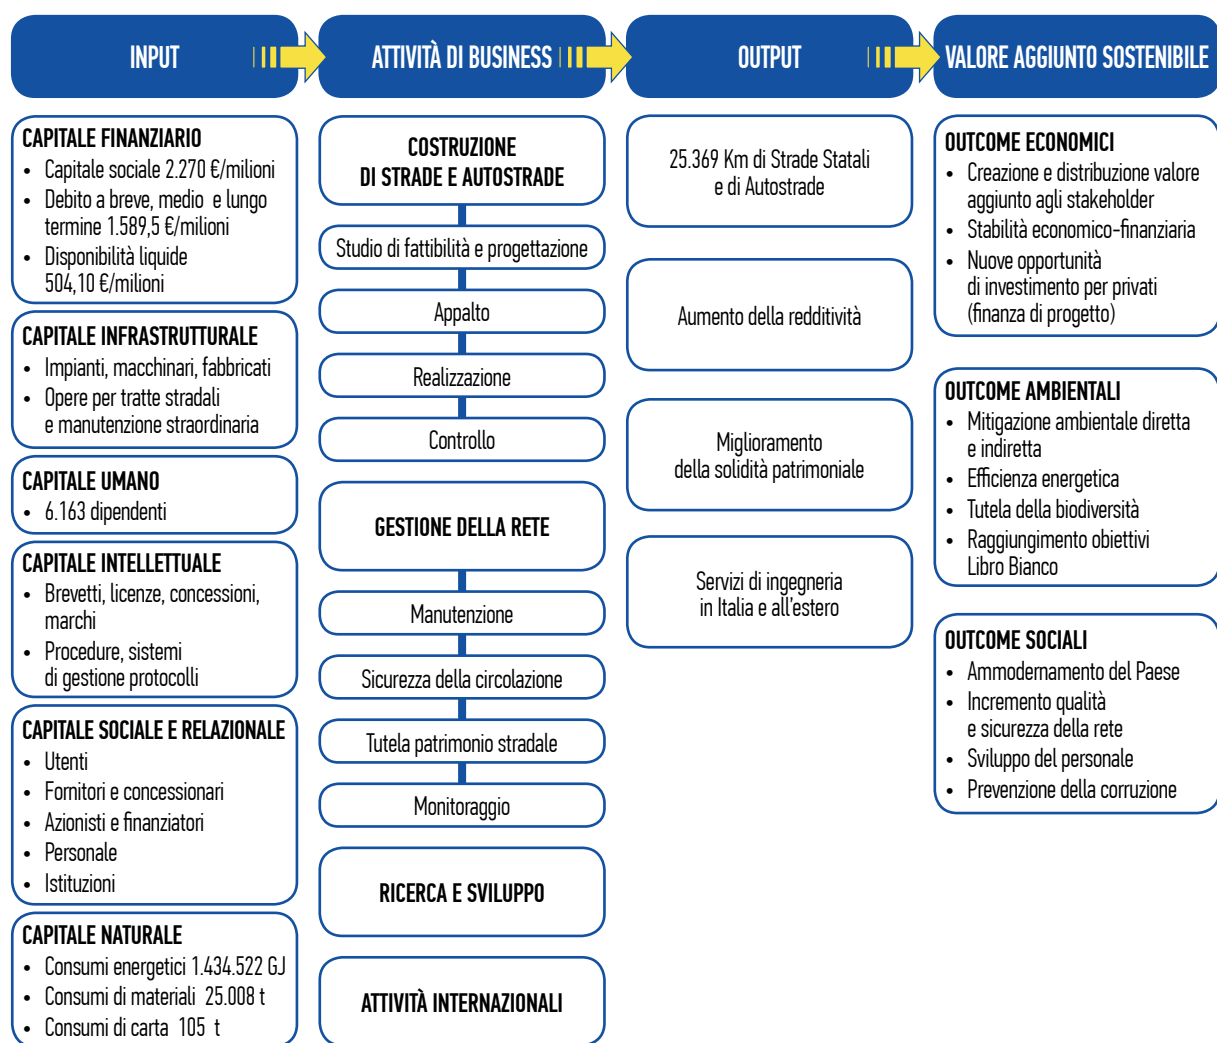 INPUT
ATTIVITÀ DI BUSINESS
OUTPUT
VALORE AGGIUNTO SOSTENIBILE
CAPITALE FINANZIARIO
• Capitale sociale 2.270 €/milioni
• Debito a breve, medio e lungo
termine 1.589,5 €/milioni
• Disponibilità liquide
504,10 €/milioni
CAPITALE INFRASTRUTTURALE
• Impianti, macchinari, fabbricati
• Opere per tratte stradali
e manutenzione straordinaria
CAPITALE UMANO
• 6.163 dipendenti
CAPITALE INTELLETTUALE
• Brevetti, licenze, concessioni,
marchi
• Procedure, sistemi
di gestione protocolli
CAPITALE SOCIALE E RELAZIONALE
• Utenti
• Fornitori e concessionari
• Azionisti e finanziatori
• Personale
• Istituzioni
CAPITALE NATURALE
• Consumi energetici 1.434.522 GJ
• Consumi di materiali 25.008 t
• Consumi di carta 105 t
COSTRUZIONE
DI STRADE E AUTOSTRADE
Studio di fattibilità e progettazione
Appalto
Realizzazione
Controllo
GESTIONE DELLA RETE
Manutenzione
Sicurezza della circolazione
Tutela patrimonio stradale
Monitoraggio
RICERCA E SVILUPPO
ATTIVITÀ INTERNAZIONALI
25.369 Km di Strade Statali
e di Autostrade
Aumento della redditività
Miglioramento
della solidità patrimoniale
Servizi di ingegneria
in Italia e all'estero
OUTCOME ECONOMICI
• Creazione e distribuzione valore
aggiunto agli stakeholder
• Stabilità economico-finanziaria
• Nuove opportunità
di investimento per privati
(finanza di progetto)
OUTCOME AMBIENTALI
• Mitigazione ambientale diretta
e indiretta
• Efficienza energetica
• Tutela della biodiversità
• Raggiungimento obiettivi
Libro Bianco
OUTCOME SOCIALI
• Ammodernamento del Paese
• Incremento qualità
e sicurezza della rete
• Sviluppo del personale
• Prevenzione della corruzione